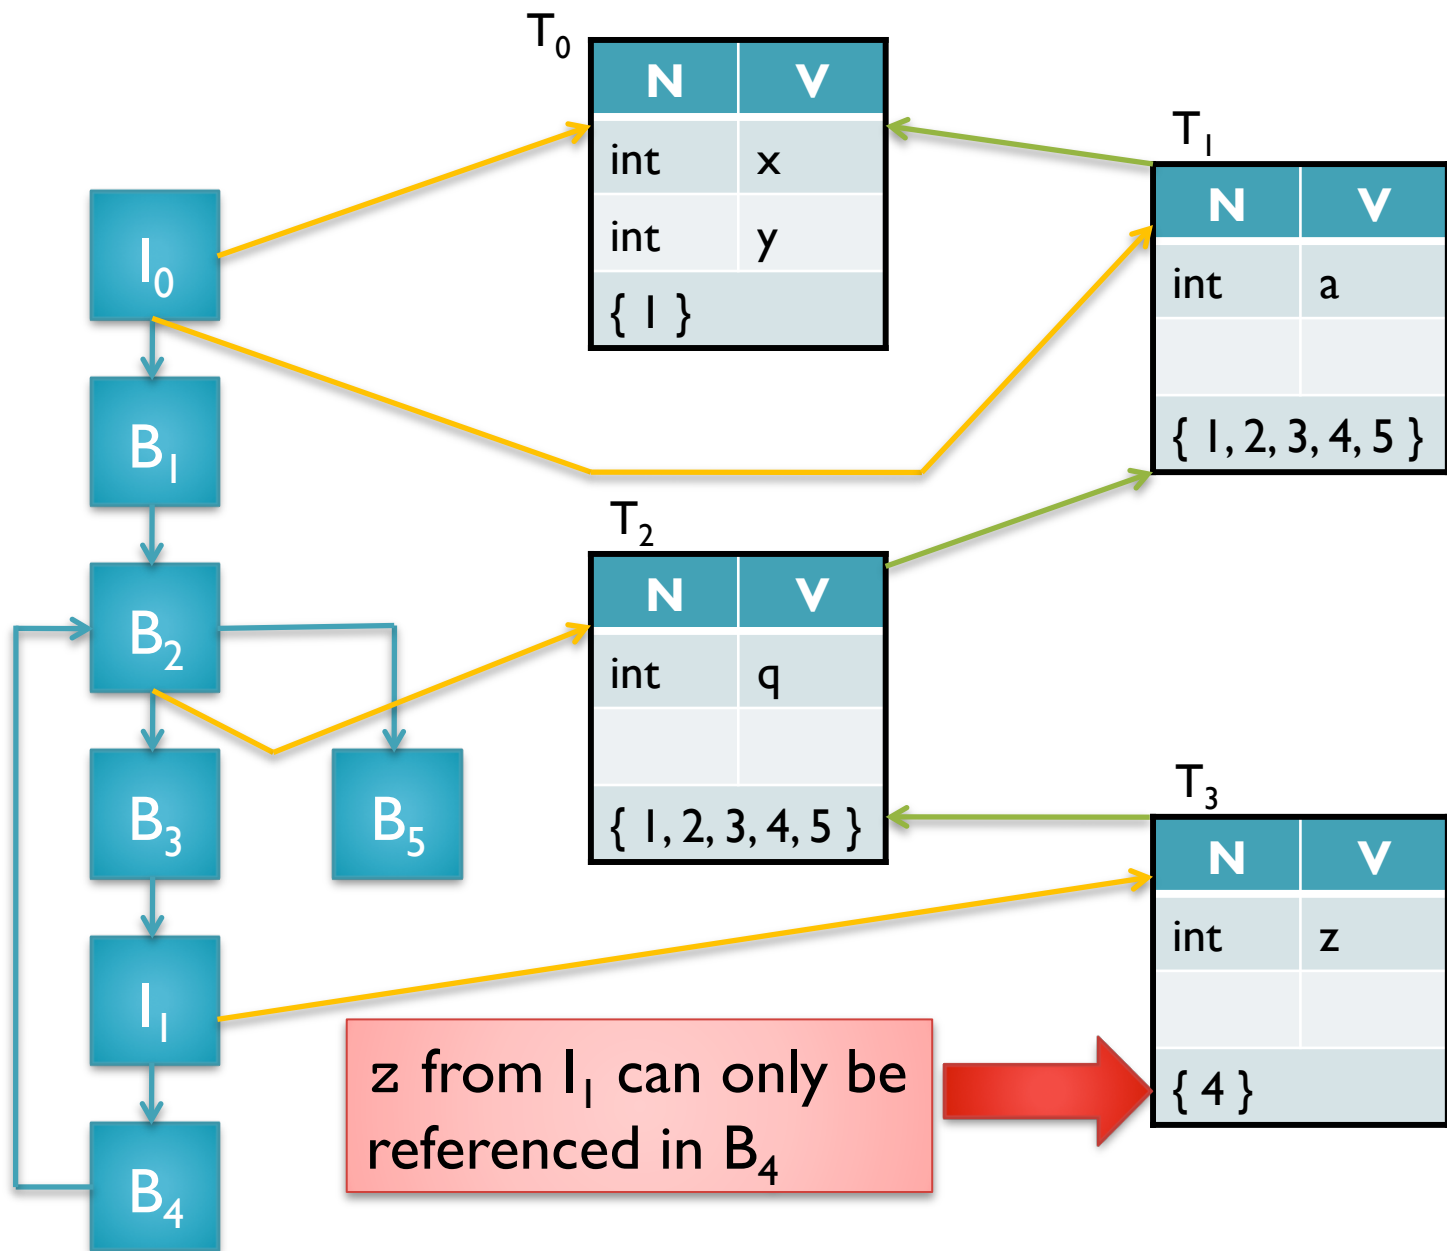 T0
N V
int x
int y
{ 1 }
T1
N V
int a
{ 1, 2, 3, 4, 5 }
I0
B1
B2
B3
B5
I1
B4
T2
N V
int q
{ 1, 2, 3, 4, 5 }
T3
N V
int z
{ 4 }
z from I1 can only be
referenced in B4